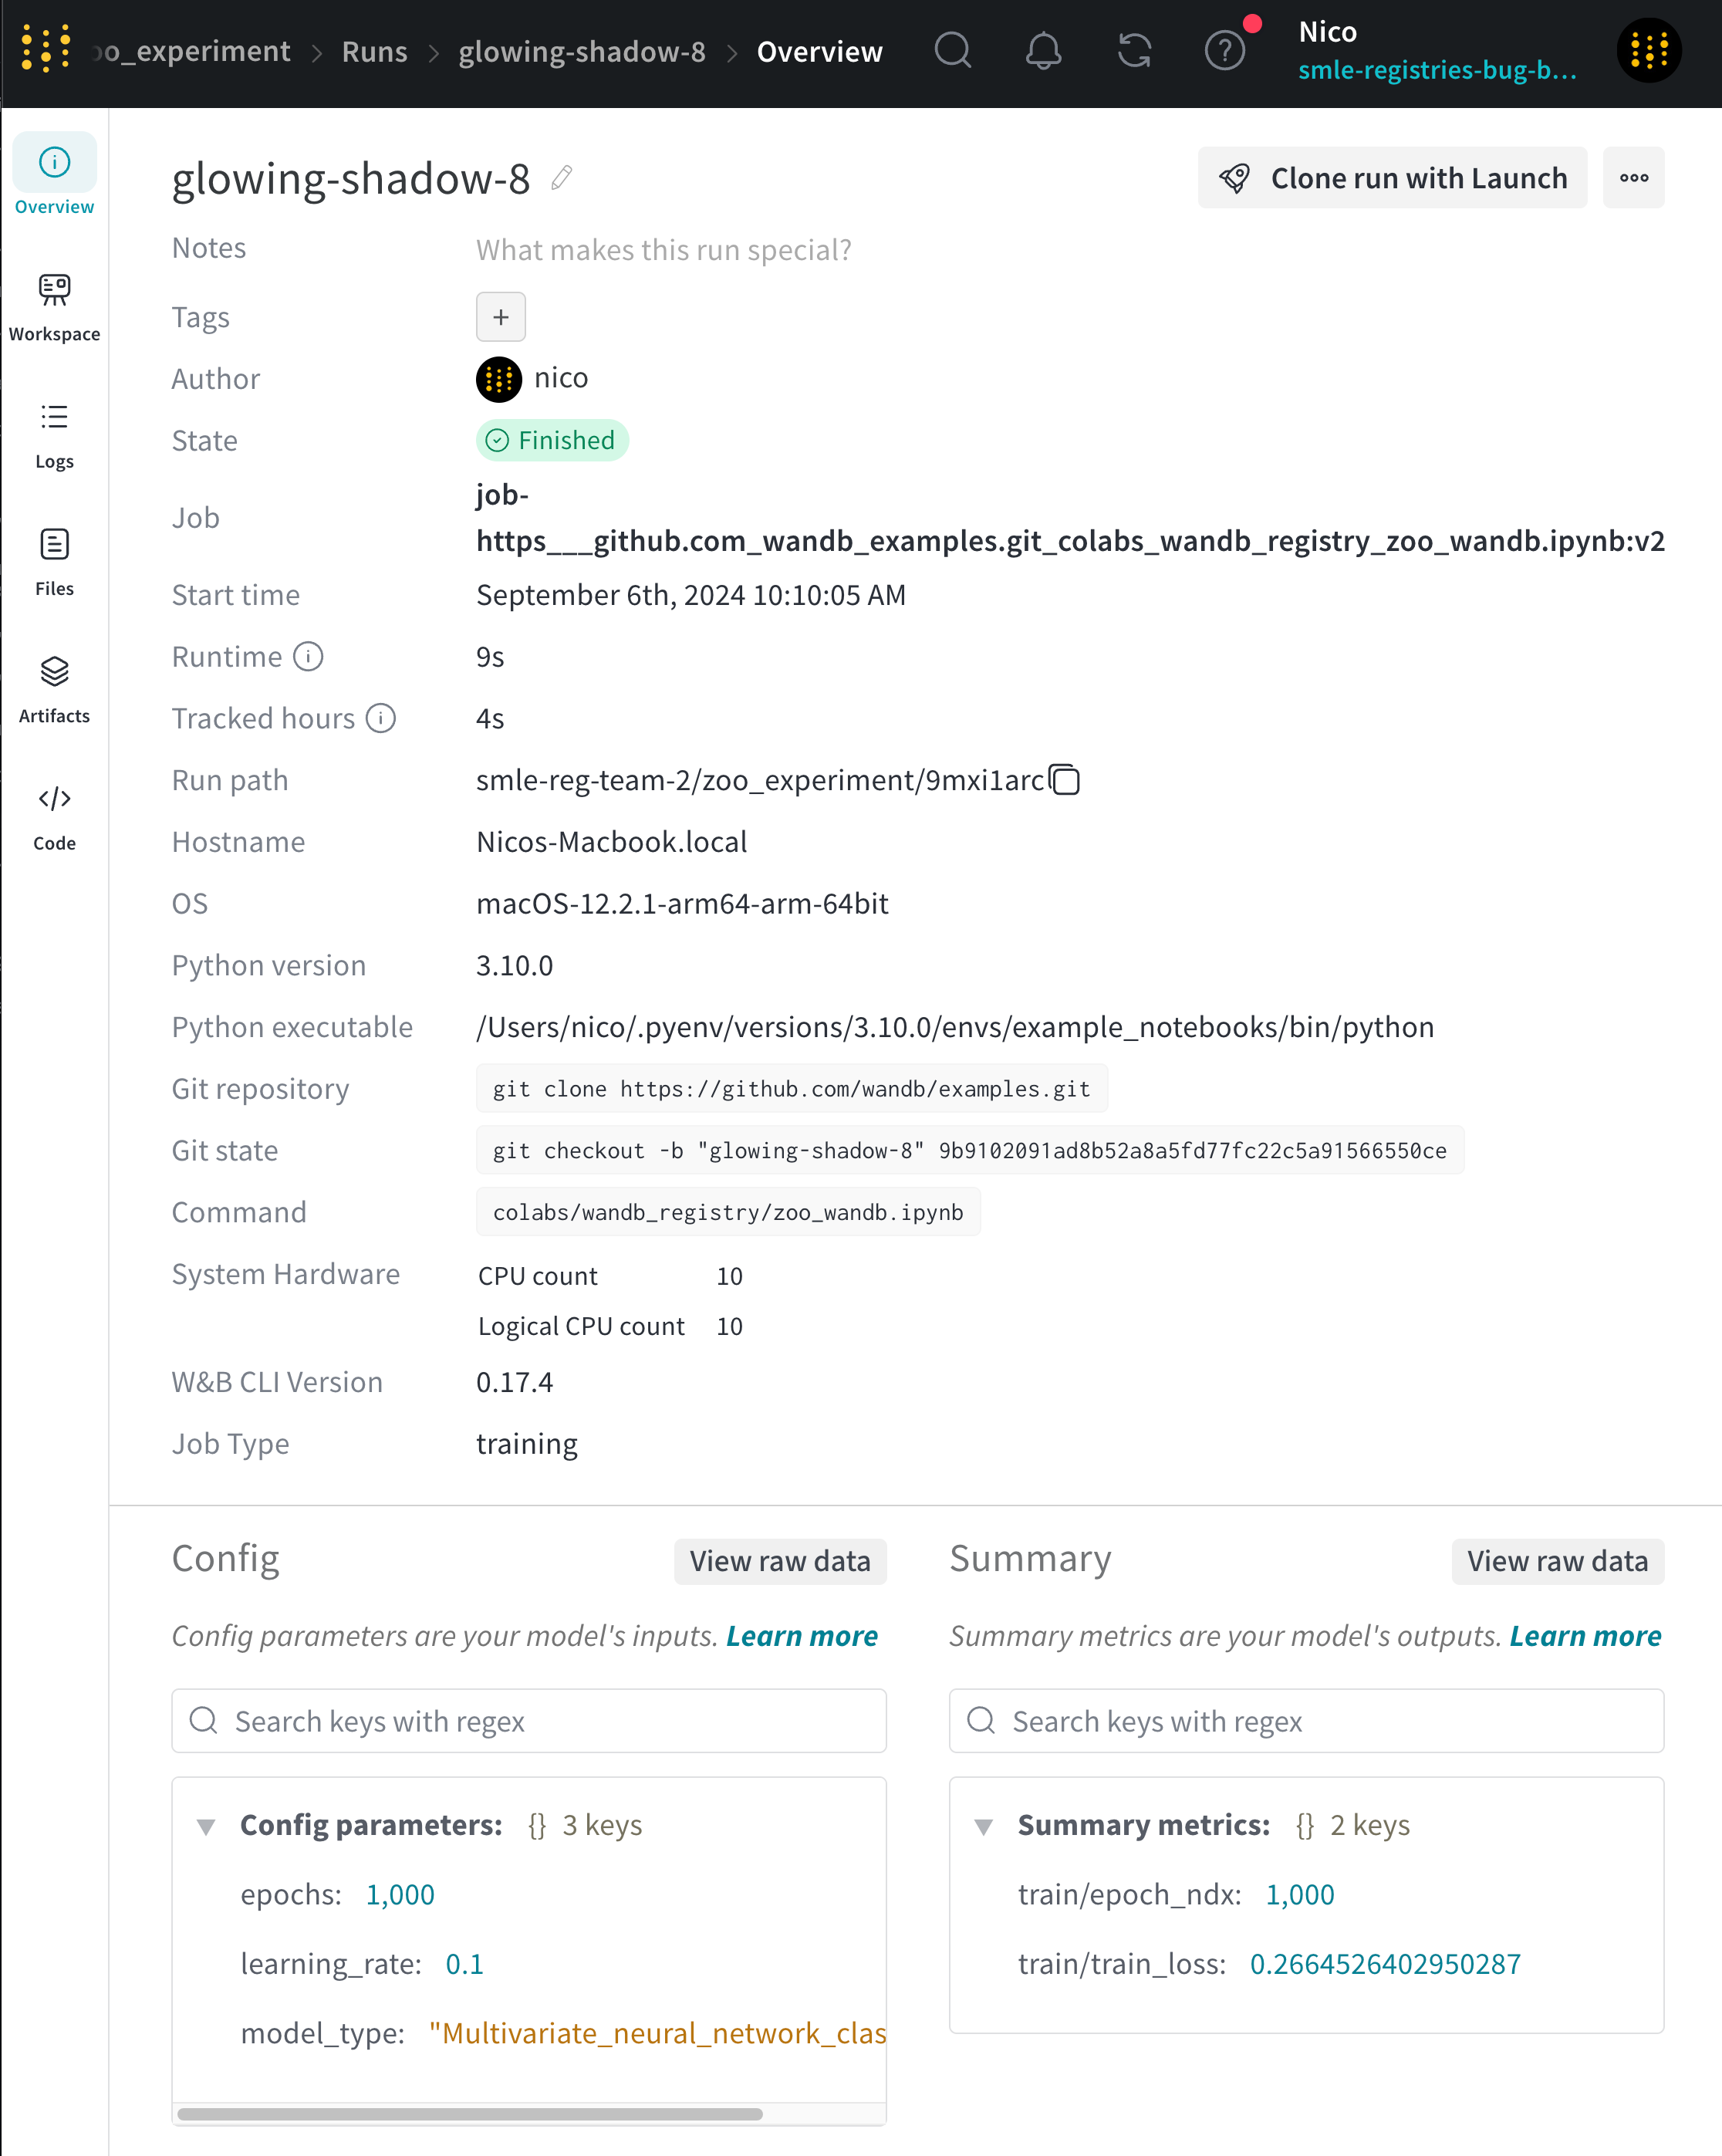 oo_experiment > Runs > glowing-shadow-8 > Overview
Nico
smle-registries-bug-b...
Overview
Workspace
Logs
Files
Artifacts
Code
glowing-shadow-8
Clone run with Launch
Notes What makes this run special?
Tags +
Author nico
State Finished
Job job-
https___github.com_wandb_examples.git_colabs_wandb_registry_zoo_wandb.ipynb:v2
Start time September 6th, 2024 10:10:05 AM
Runtime 9s
Tracked hours 4s
Run path smle-reg-team-2/zoo_experiment/9mxi1arc
Hostname Nicos-Macbook.local
OS macOS-12.2.1-arm64-arm-64bit
Python version 3.10.0
Python executable /Users/nico/.pyenv/versions/3.10.0/envs/example_notebooks/bin/python
Git repository git clone https://github.com/wandb/examples.git
Git state git checkout -b "glowing-shadow-8" 9b9102091ad8b52a8a5fd77fc22c5a91566550ce
Command colabs/wandb_registry/zoo_wandb.ipynb
System Hardware CPU count 10
Logical CPU count 10
W&B CLI Version 0.17.4
Job Type training
Config View raw data
Config parameters are your model's inputs. Learn more
Search keys with regex
Config parameters: {} 3 keys
epochs: 1,000
learning_rate: 0.1
model_type: "Multivariate_neural_network_clas
Summary View raw data
Summary metrics are your model's outputs. Learn more
Search keys with regex
Summary metrics: {} 2 keys
train/epoch_ndx: 1,000
train/train_loss: 0.2664526402950287